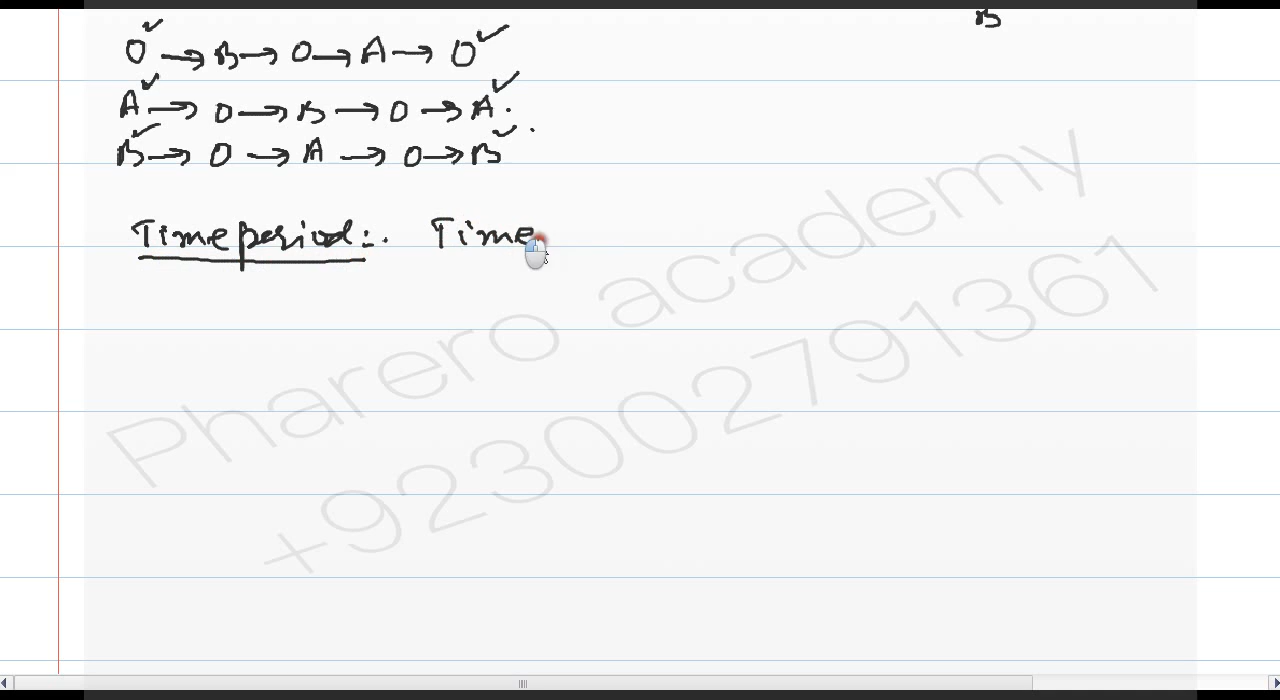 B
O → B → O → A → O
A → O → B → O → A.
B → O → A → O → B
Time period:. Time
Pharero academy
+923002791361